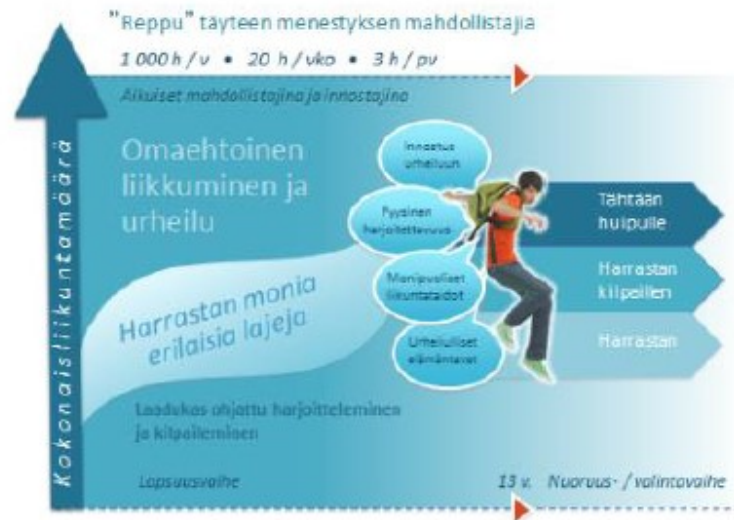 "Reppu" täyteen menestyksen mahdollistajia
1 000 h / v • 20 h / vko • 3 h / pv
Aikuiset mahdollistajina ja innostajina
Kokonaisliikuntamäärä
Omaehtoinen
liikkuminen ja
urheilu
Innostus
urheiluun
Fyysinen
harjoitettavuus
Monipuoliset
liikuntataidot
Urheilulliset
elämäntavat
Harrastan monia
erilaisia lajeja
Tähtään
huipulle
Harrastan
kilpaillen
Harrastan
Laadukas ohjattu harjoitteleminen
ja kilpaileminen
Lapsuusvaihe
13 v. Nuoruus- / valintavaihe